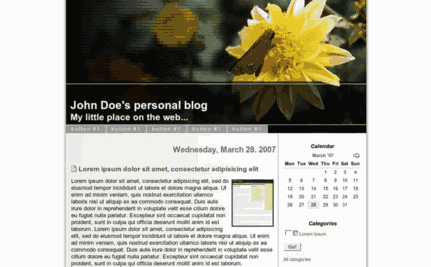 John Doe's personal blog
My little place on the web...
button #1 button #1 button #1 button #1 button #1
Wednesday, March 28. 2007
Lorem ipsum dolor sit amet, consectetur adipisicing elit
Lorem ipsum dolor sit amet, consectetur adipisicing elit, sed do
eiusmod tempor incididunt ut labore et dolore magna aliqua. Ut
enim ad minim veniam, quis nostrud exercitation ullamco
laboris nisi ut aliquip ex ea commodo consequat. Duis aute
irure dolor in reprehenderit in voluptate velit esse cillum dolore
eu fugiat nulla pariatur. Excepteur sint occaecat cupidatat non
proident, sunt in culpa qui officia deserunt mollit anim id est
laborum. Lorem ipsum dolor sit amet, consectetur adipisicing
elit, sed do eiusmod tempor incididunt ut labore et dolore magna aliqua.
Ut enim ad minim veniam, quis nostrud exercitation ullamco laboris nisi ut aliquip ex ea
commodo consequat. Duis aute irure dolor in reprehenderit in voluptate velit esse cillum
dolore eu fugiat nulla pariatur. Excepteur sint occaecat cupidatat non
proident, sunt in culpa qui officia deserunt mollit anim id est laborum.
Calendar
March '07
Mon Tue Wed Thu Fri Sat Sun
1 2 3 4
5 6 7 8 9 10 11
12 13 14 15 16 17 18
19 20 21 22 23 24 25
26 27 28 29 30 31
Categories
Lorem Ipsum
Go!
All categories